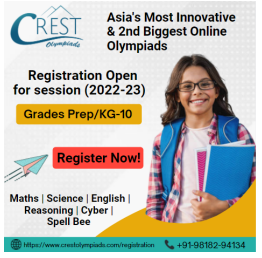 CREST
Olympiads
Asia's Most Innovative
& 2nd Biggest Online
Olympiads
Registration Open
for session (2022-23)
Grades Prep/KG-10
Register Now!
Maths | Science | English |
Reasoning | Cyber |
Spell Bee
https://www.crestolympiads.com/registration
+91-98182-94134